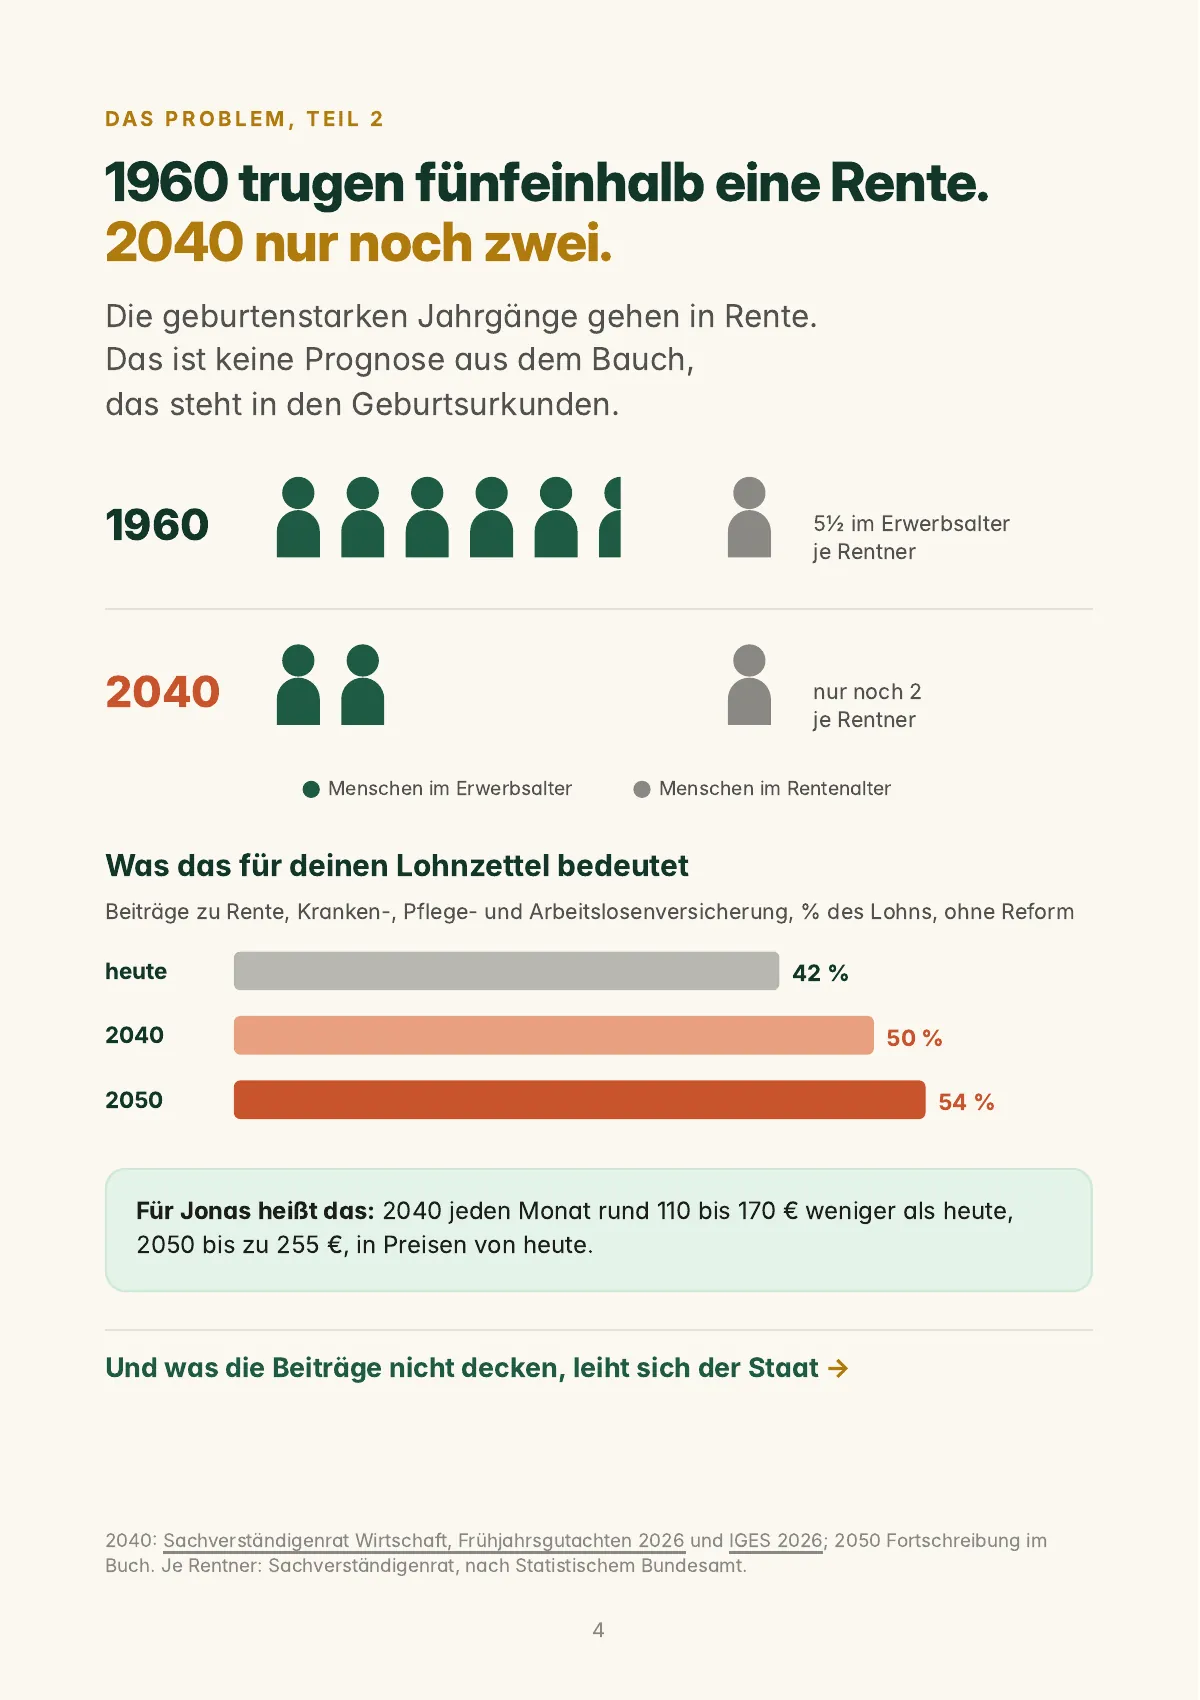 DAS PROBLEM, TEIL 2
1960 trugen fünfeinhalb eine Rente.
2040 nur noch zwei.
Die geburtenstarken Jahrgänge gehen in Rente.
Das ist keine Prognose aus dem Bauch,
das steht in den Geburtsurkunden.
1960
5½ im Erwerbsalter
je Rentner
2040
nur noch 2
je Rentner
Menschen im Erwerbsalter
Menschen im Rentenalter
Was das für deinen Lohnzettel bedeutet
Beiträge zu Rente, Kranken-, Pflege- und Arbeitslosenversicherung, % des Lohns, ohne Reform
heute 42 %
2040 50 %
2050 54 %
Für Jonas heißt das: 2040 jeden Monat rund 110 bis 170 € weniger als heute,
2050 bis zu 255 €, in Preisen von heute.
Und was die Beiträge nicht decken, leiht sich der Staat →
2040: Sachverständigenrat Wirtschaft, Frühjahrsgutachten 2026 und IGES 2026; 2050 Fortschreibung im
Buch. Je Rentner: Sachverständigenrat, nach Statistischem Bundesamt.
4